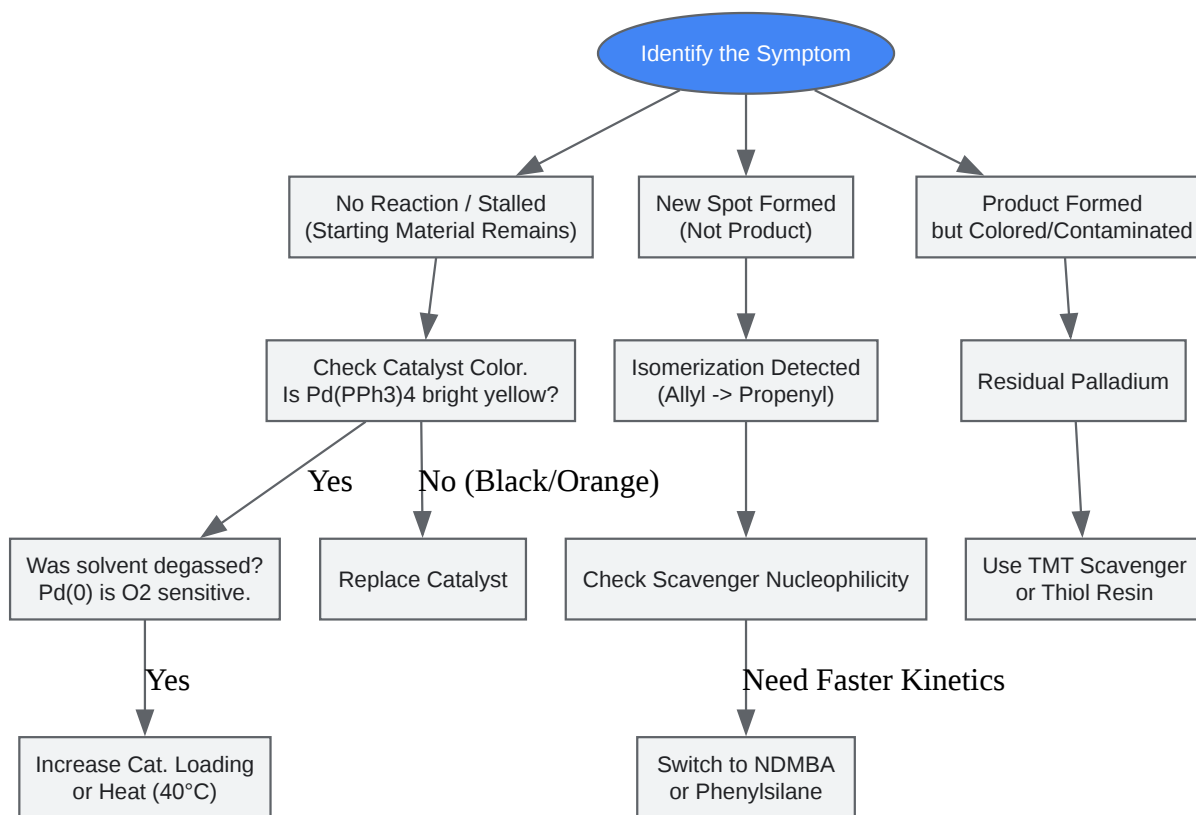 Identify the Symptom
No Reaction / Stalled
(Starting Material Remains)
New Spot Formed
(Not Product)
Product Formed
but Colored/Contaminated
Check Catalyst Color.
Is Pd(PPh3)4 bright yellow?
Isomerization Detected
(Allyl -> Propenyl)
Residual Palladium
Yes
No (Black/Orange)
Was solvent degassed?
Pd(0) is O2 sensitive.
Replace Catalyst
Check Scavenger Nucleophilicity
Use TMT Scavenger
or Thiol Resin
Yes
Need Faster Kinetics
Increase Cat. Loading
or Heat (40°C)
Switch to NDMBA
or Phenylsilane